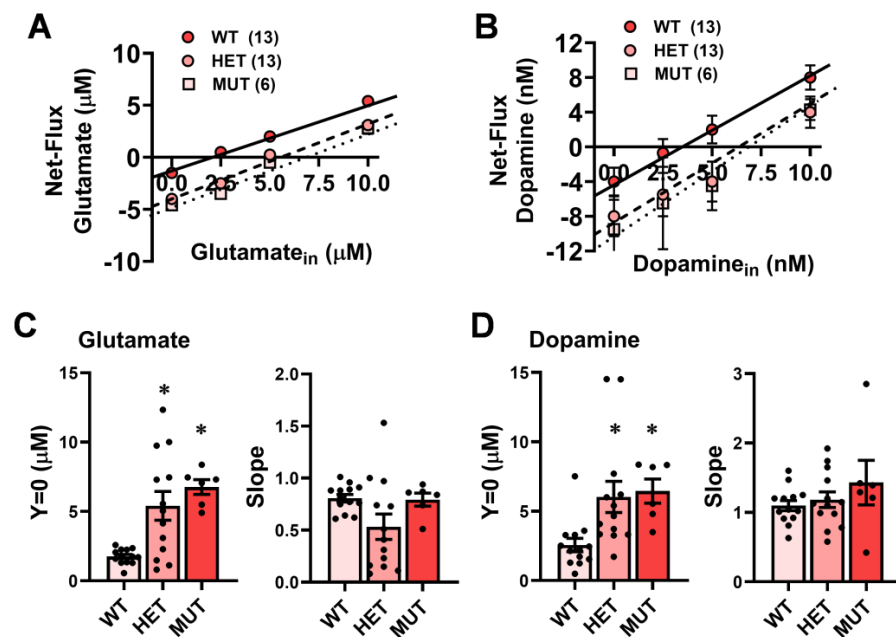 A
WT (13)
HET (13)
MUT (6)
Net-Flux
Glutamate (μM)
10
5
0
-5
-10
0.0 2.5 5.0 7.5 10.0
Glutamatein (μM)
B
WT (13)
HET (13)
MUT (6)
Net-Flux
Dopamine (nM)
12
8
4
0
-4
-8
-12
0.0 2.5 5.0 7.5 10.0
Dopaminein (nM)
C
Glutamate
Y=0 (μM)
15
10
5
0
* *
WT HET MUT
Slope
2.0
1.5
1.0
0.5
0.0
WT HET MUT
D
Dopamine
Y=0 (μM)
15
10
5
0
* *
WT HET MUT
Slope
3
2
1
0
WT HET MUT